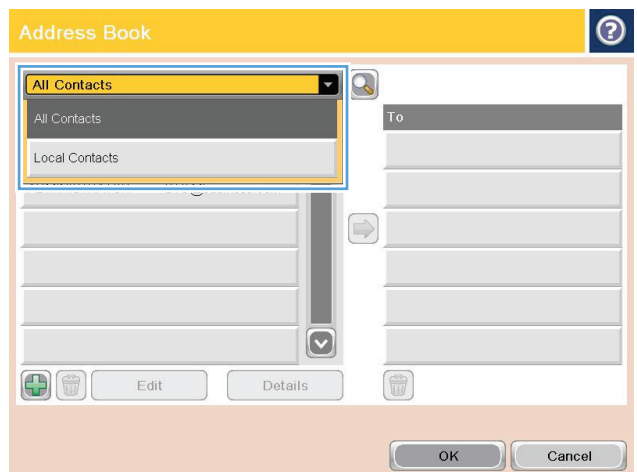 Address Book
?
All Contacts
All Contacts
Local Contacts
To
Edit
Details
OK
Cancel